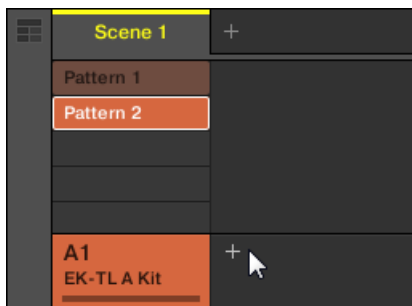 Scene 1 +
Pattern 1
Pattern 2
A1 +
EK-TL A Kit